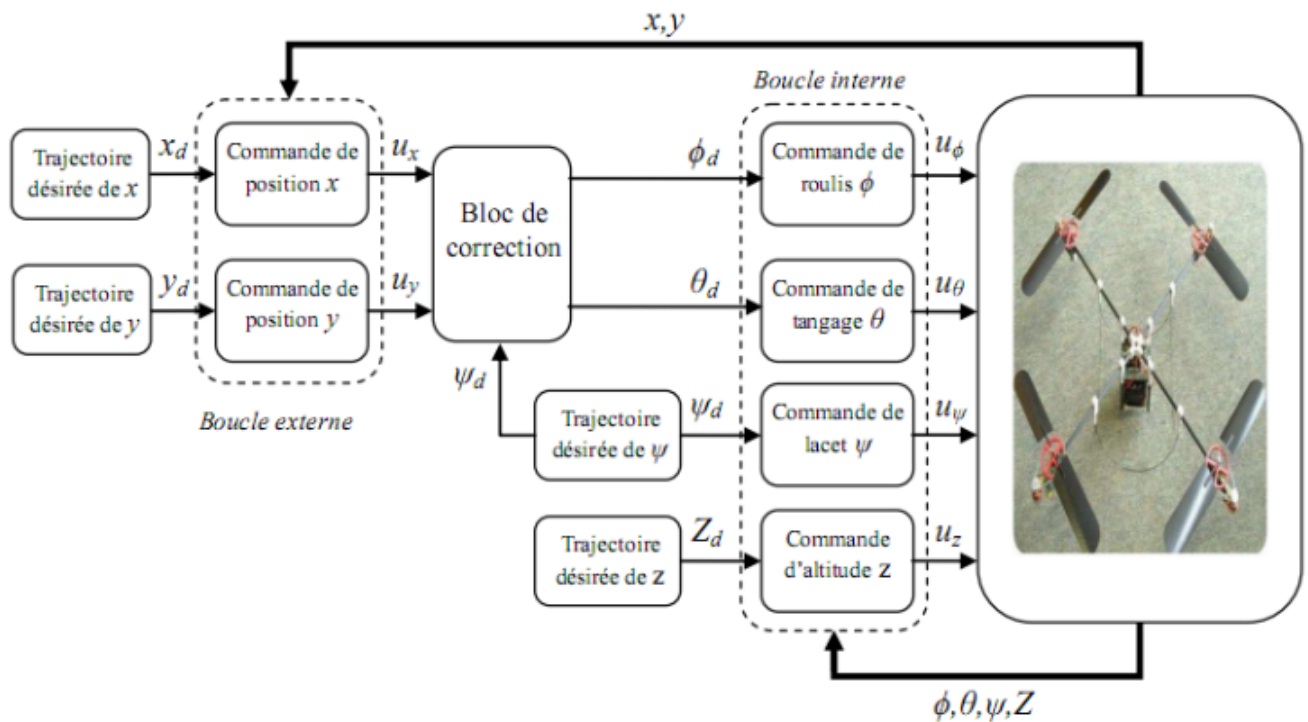 x,y
Boucle interne
Trajectoire
désirée de x
x_d
Commande de
position x
u_x
Bloc de
correction
ϕ_d
Commande de
roulis ϕ
u_ϕ
Trajectoire
désirée de y
y_d
Commande de
position y
u_y
θ_d
Commande de
tangage θ
u_θ
Boucle externe
ψ_d
Trajectoire
désirée de ψ
ψ_d
Commande de
lacet ψ
u_ψ
Trajectoire
désirée de z
Z_d
Commande
d'altitude z
u_z
ϕ,θ,ψ,Z